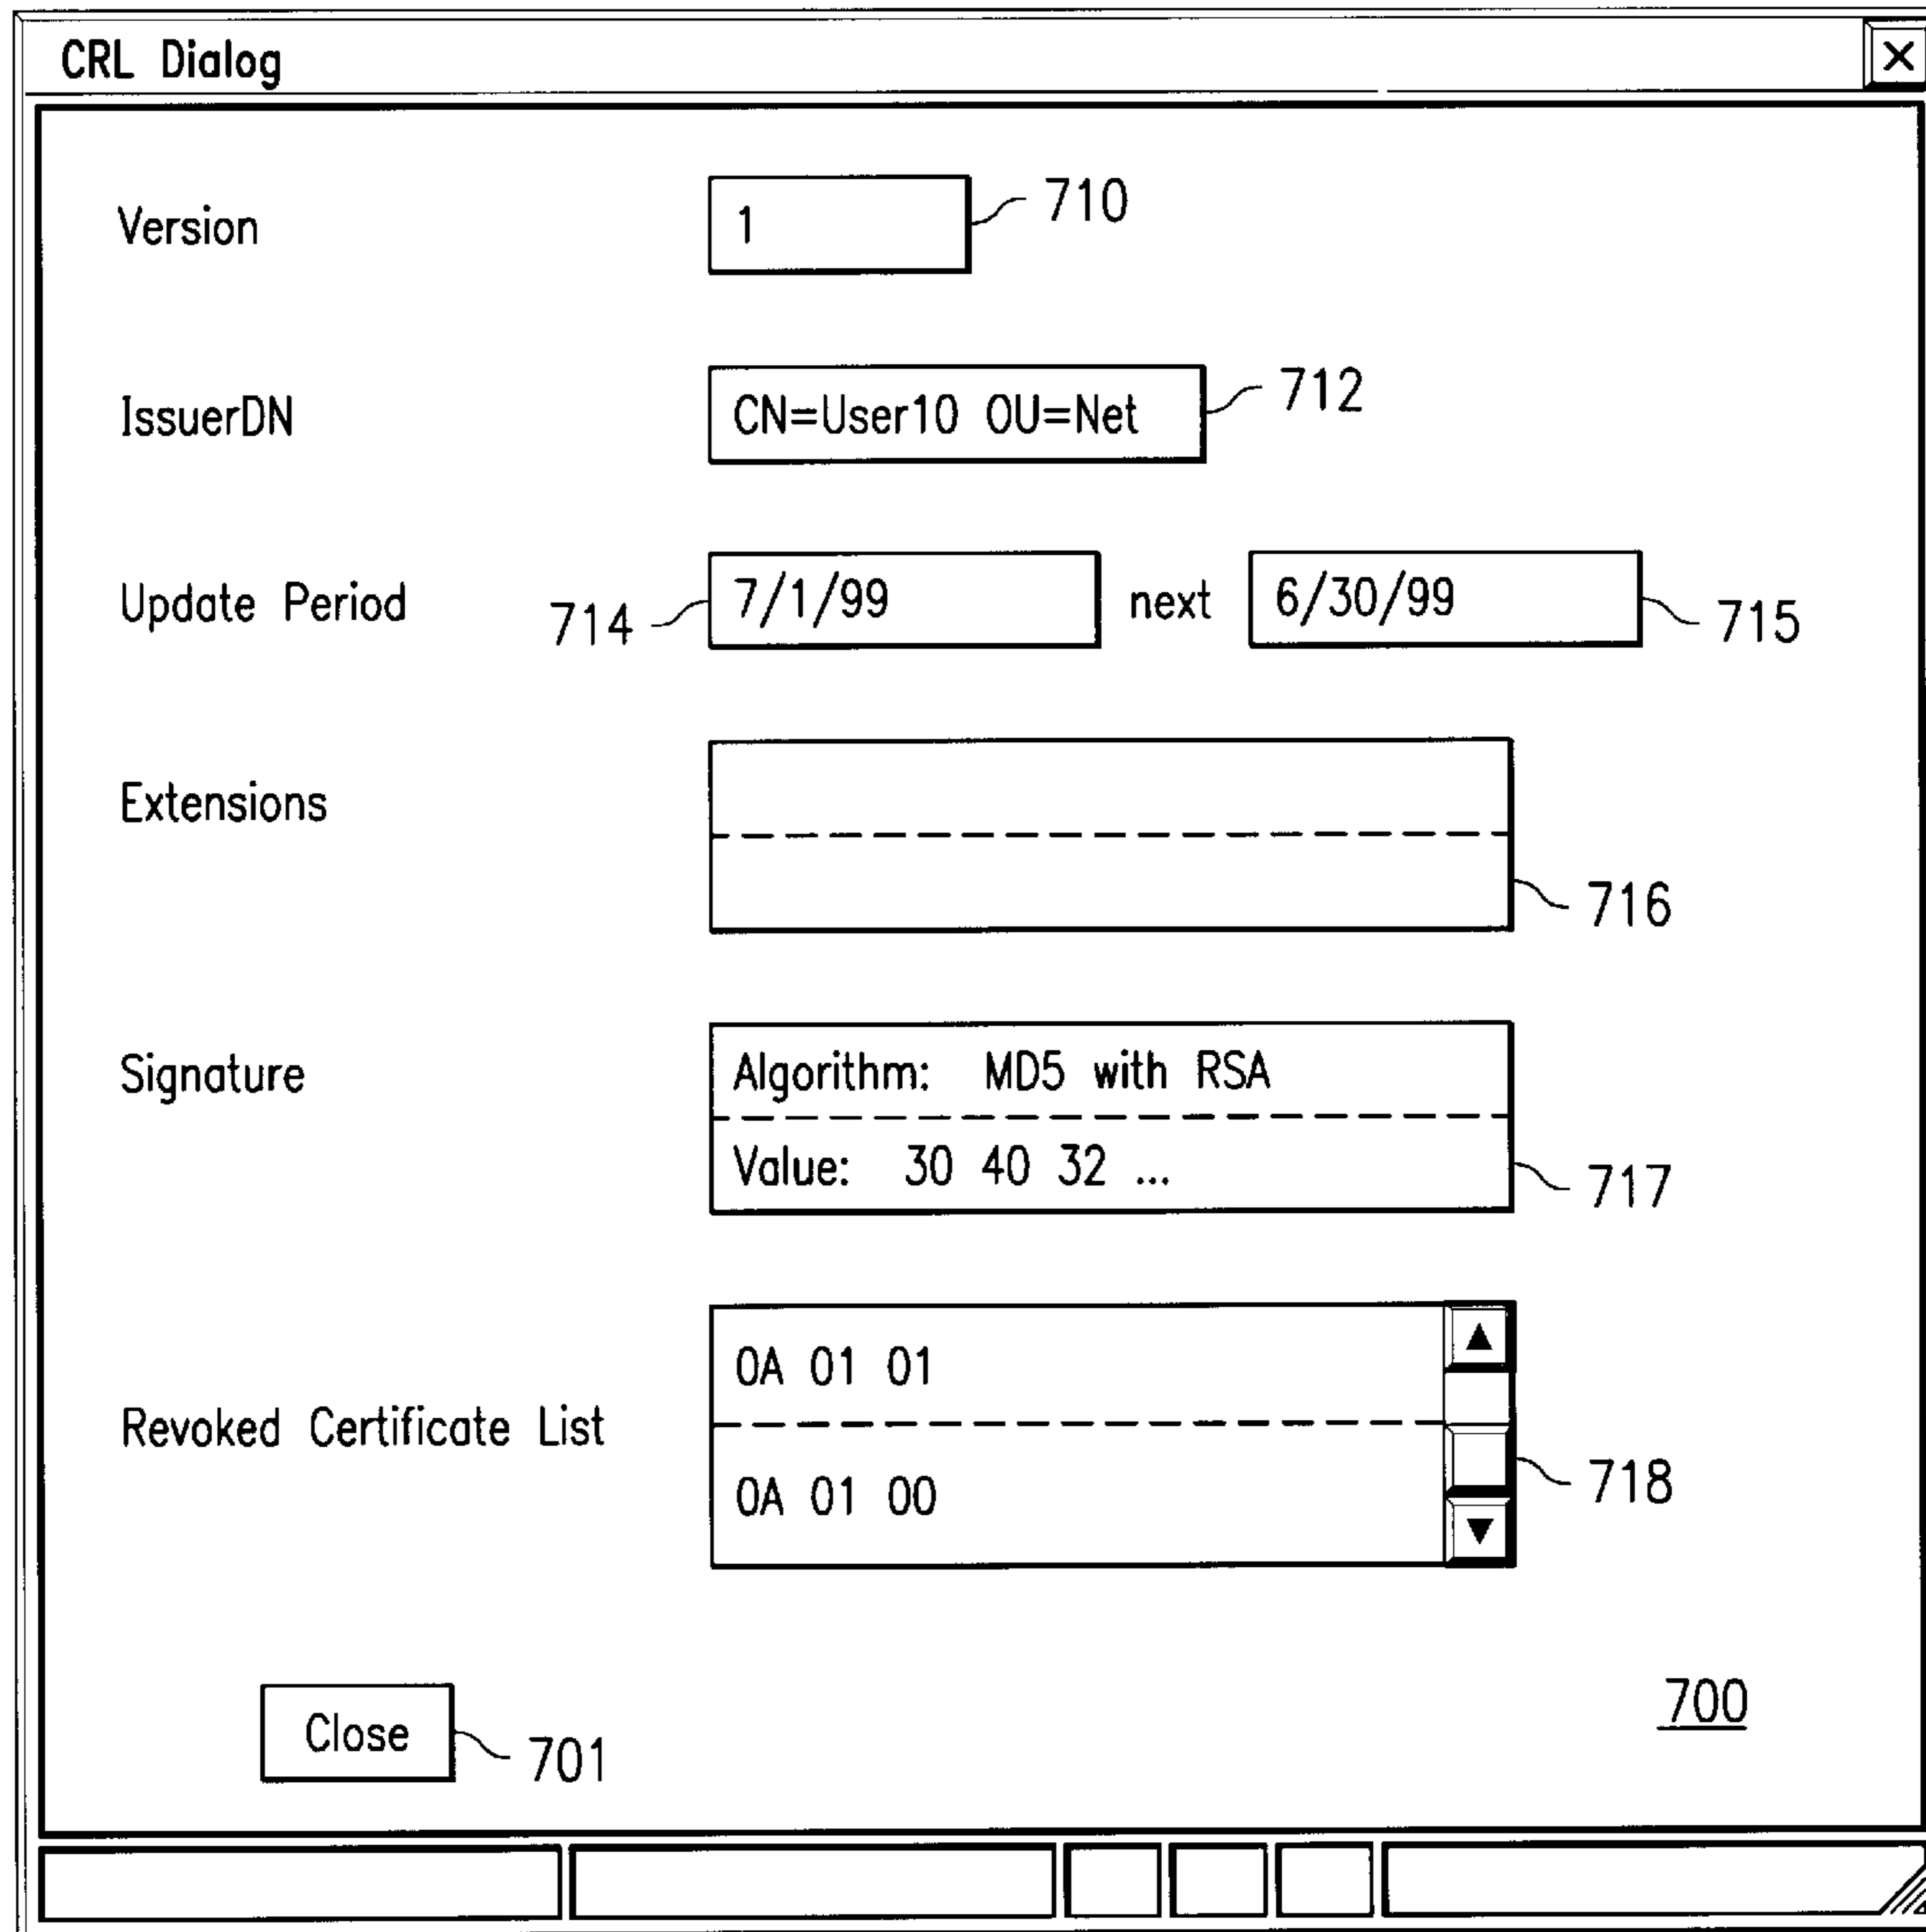 CRL Dialog
Version 1 710
IssuerDN CN=User10 OU=Net 712
Update Period 714 7/1/99 next 6/30/99 715
Extensions 716
Signature Algorithm: MD5 with RSA
Value: 30 40 32 ... 717
0A 01 01
Revoked Certificate List 718
0A 01 00
700
Close 701